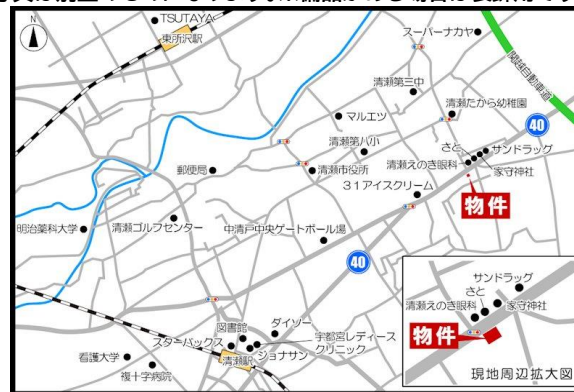 TSUTAYA
東所沢駅
スーパーナカヤ
関越自動車道
清瀬第三中
マルエツ
清瀬たから幼稚園
40
清瀬第八小
さと
サンドラッグ
郵便局
清瀬市役所
清瀬えのき眼科
家守神社
31アイスクリーム
物件
明治薬科大学
清瀬ゴルフセンター
中清戸中央ゲートボール場
40
サンドラッグ
さと
清瀬えのき眼科
家守神社
物件
現地周辺拡大図
図書館
ダイソー
スターバックス
宇都宮レディース
クリニック
清瀬駅
ジョナサン
看護大学
複十字病院